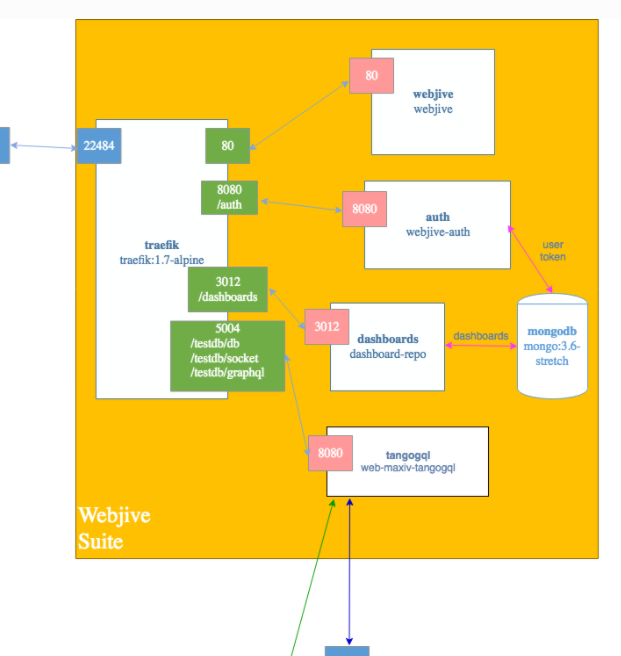 80
webjive
webjive
22484
80
8080
/auth
8080
auth
webjive-auth
user
token
traefik
traefik:1.7-alpine
3012
/dashboards
3012
dashboards
dashboard-repo
dashboards
mongodb
mongo:3.6-
stretch
5004
/testdb/db
/testdb/socket
/testdb/graphql
8080
tangogql
web-maxiv-tangogql
Webjive
Suite